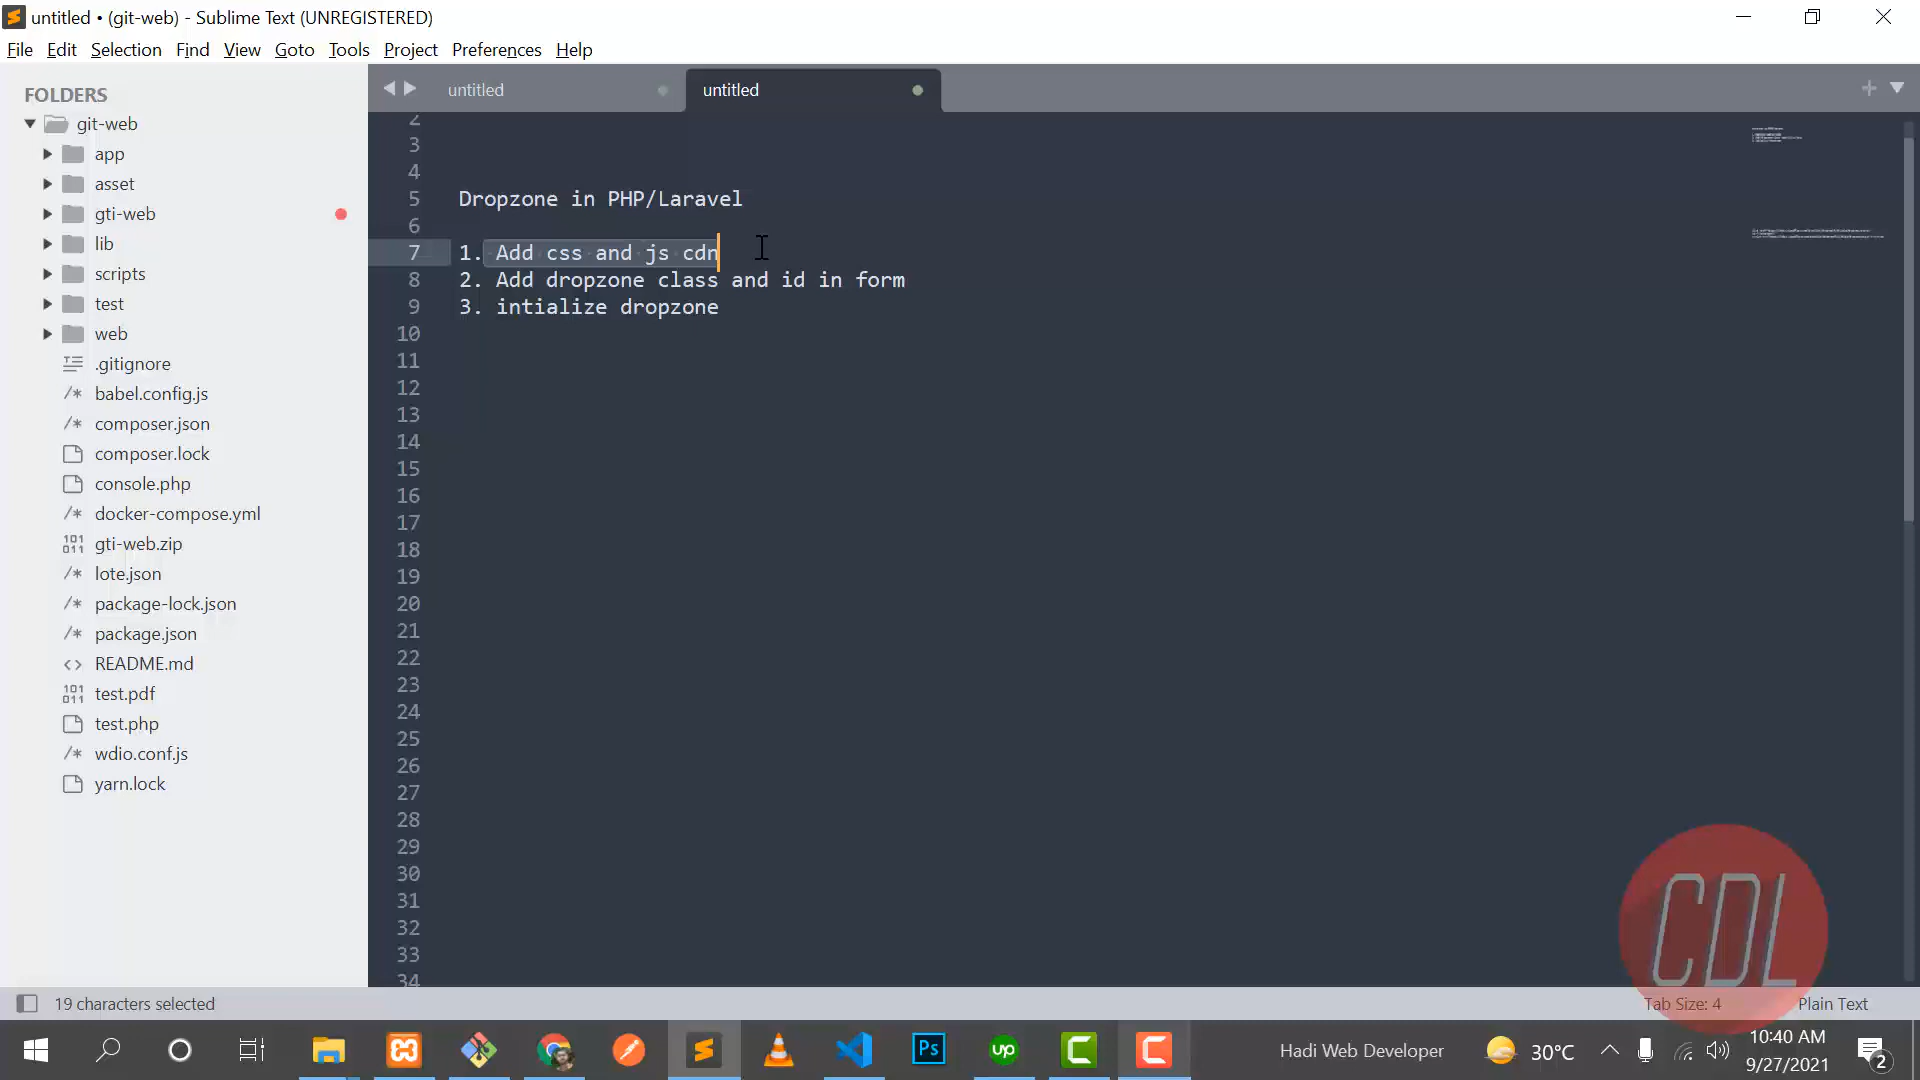 untitled • (git-web) - Sublime Text (UNREGISTERED)
File Edit Selection Find View Goto Tools Project Preferences Help
FOLDERS
git-web
app
asset
gti-web
lib
scripts
test
web
.gitignore
babel.config.js
composer.json
composer.lock
console.php
docker-compose.yml
gti-web.zip
lote.json
package-lock.json
package.json
README.md
test.pdf
test.php
wdio.conf.js
yarn.lock
untitled untitled
2
3
4
5 Dropzone in PHP/Laravel
6
7 1. Add css and js cdn
8 2. Add dropzone class and id in form
9 3. intialize dropzone
10
11
12
13
14
15
16
17
18
19
20
21
22
23
24
25
26
27
28
29
30
31
32
33
34
CDL
19 characters selected Tab Size: 4 Plain Text
Hadi Web Developer 30°C 10:40 AM
9/27/2021 2